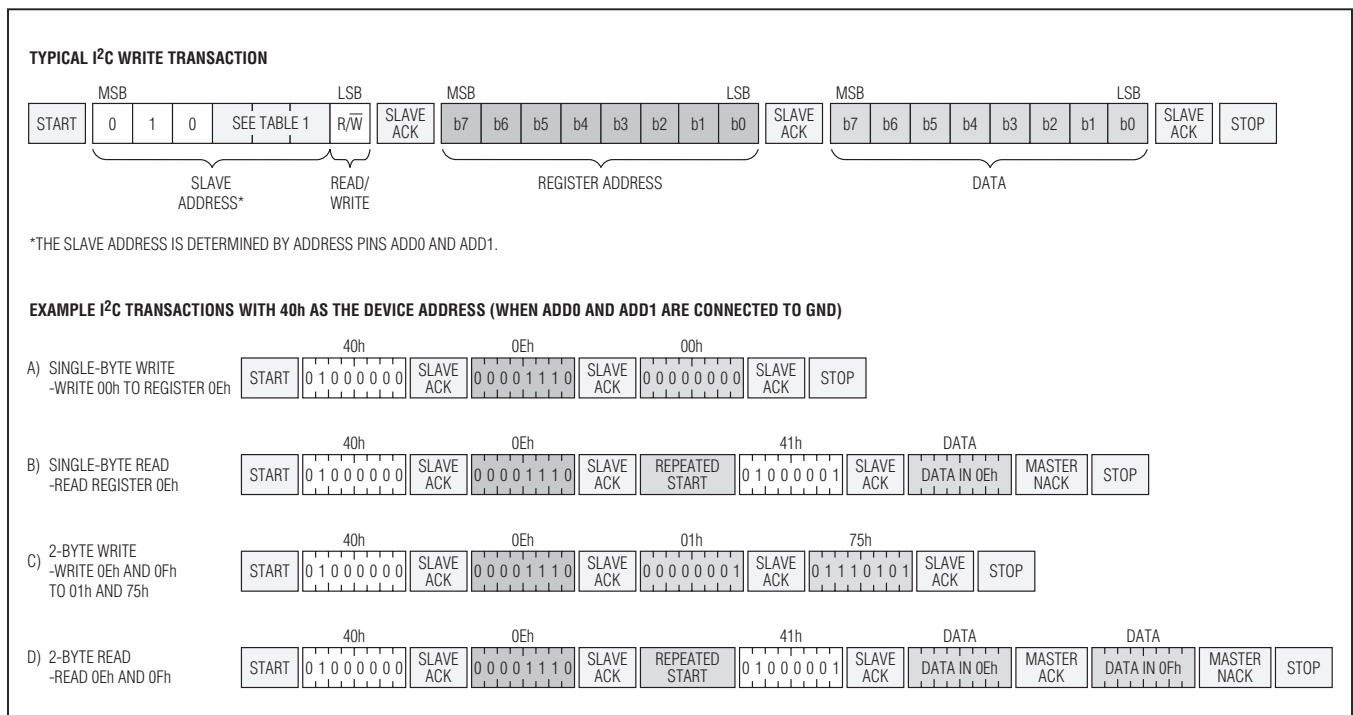 TYPICAL I2C WRITE TRANSACTION
MSB LSB MSB LSB MSB LSB
START 0 1 0 SEE TABLE 1 R/W̅ SLAVE ACK b7 b6 b5 b4 b3 b2 b1 b0 SLAVE ACK b7 b6 b5 b4 b3 b2 b1 b0 SLAVE ACK STOP
SLAVE ADDRESS* READ/WRITE REGISTER ADDRESS DATA
*THE SLAVE ADDRESS IS DETERMINED BY ADDRESS PINS ADD0 AND ADD1.
EXAMPLE I2C TRANSACTIONS WITH 40h AS THE DEVICE ADDRESS (WHEN ADD0 AND ADD1 ARE CONNECTED TO GND)
40h 0Eh 00h
A) SINGLE-BYTE WRITE
-WRITE 00h TO REGISTER 0Eh
START 0 1 0 0 0 0 0 0 SLAVE ACK 0 0 0 0 1 1 1 0 SLAVE ACK 0 0 0 0 0 0 0 0 SLAVE ACK STOP
40h 0Eh 41h DATA
B) SINGLE-BYTE READ
-READ REGISTER 0Eh
START 0 1 0 0 0 0 0 0 SLAVE ACK 0 0 0 0 1 1 1 0 SLAVE ACK REPEATED START 0 1 0 0 0 0 0 1 SLAVE ACK DATA IN 0Eh MASTER NACK STOP
40h 0Eh 01h 75h
C) 2-BYTE WRITE
-WRITE 0Eh AND 0Fh
TO 01h AND 75h
START 0 1 0 0 0 0 0 0 SLAVE ACK 0 0 0 0 1 1 1 0 SLAVE ACK 0 0 0 0 0 0 0 1 SLAVE ACK 0 1 1 1 0 1 0 1 SLAVE ACK STOP
40h 0Eh 41h DATA DATA
D) 2-BYTE READ
-READ 0Eh AND 0Fh
START 0 1 0 0 0 0 0 0 SLAVE ACK 0 0 0 0 1 1 1 0 SLAVE ACK REPEATED START 0 1 0 0 0 0 0 1 SLAVE ACK DATA IN 0Eh MASTER ACK DATA IN 0Fh MASTER NACK STOP